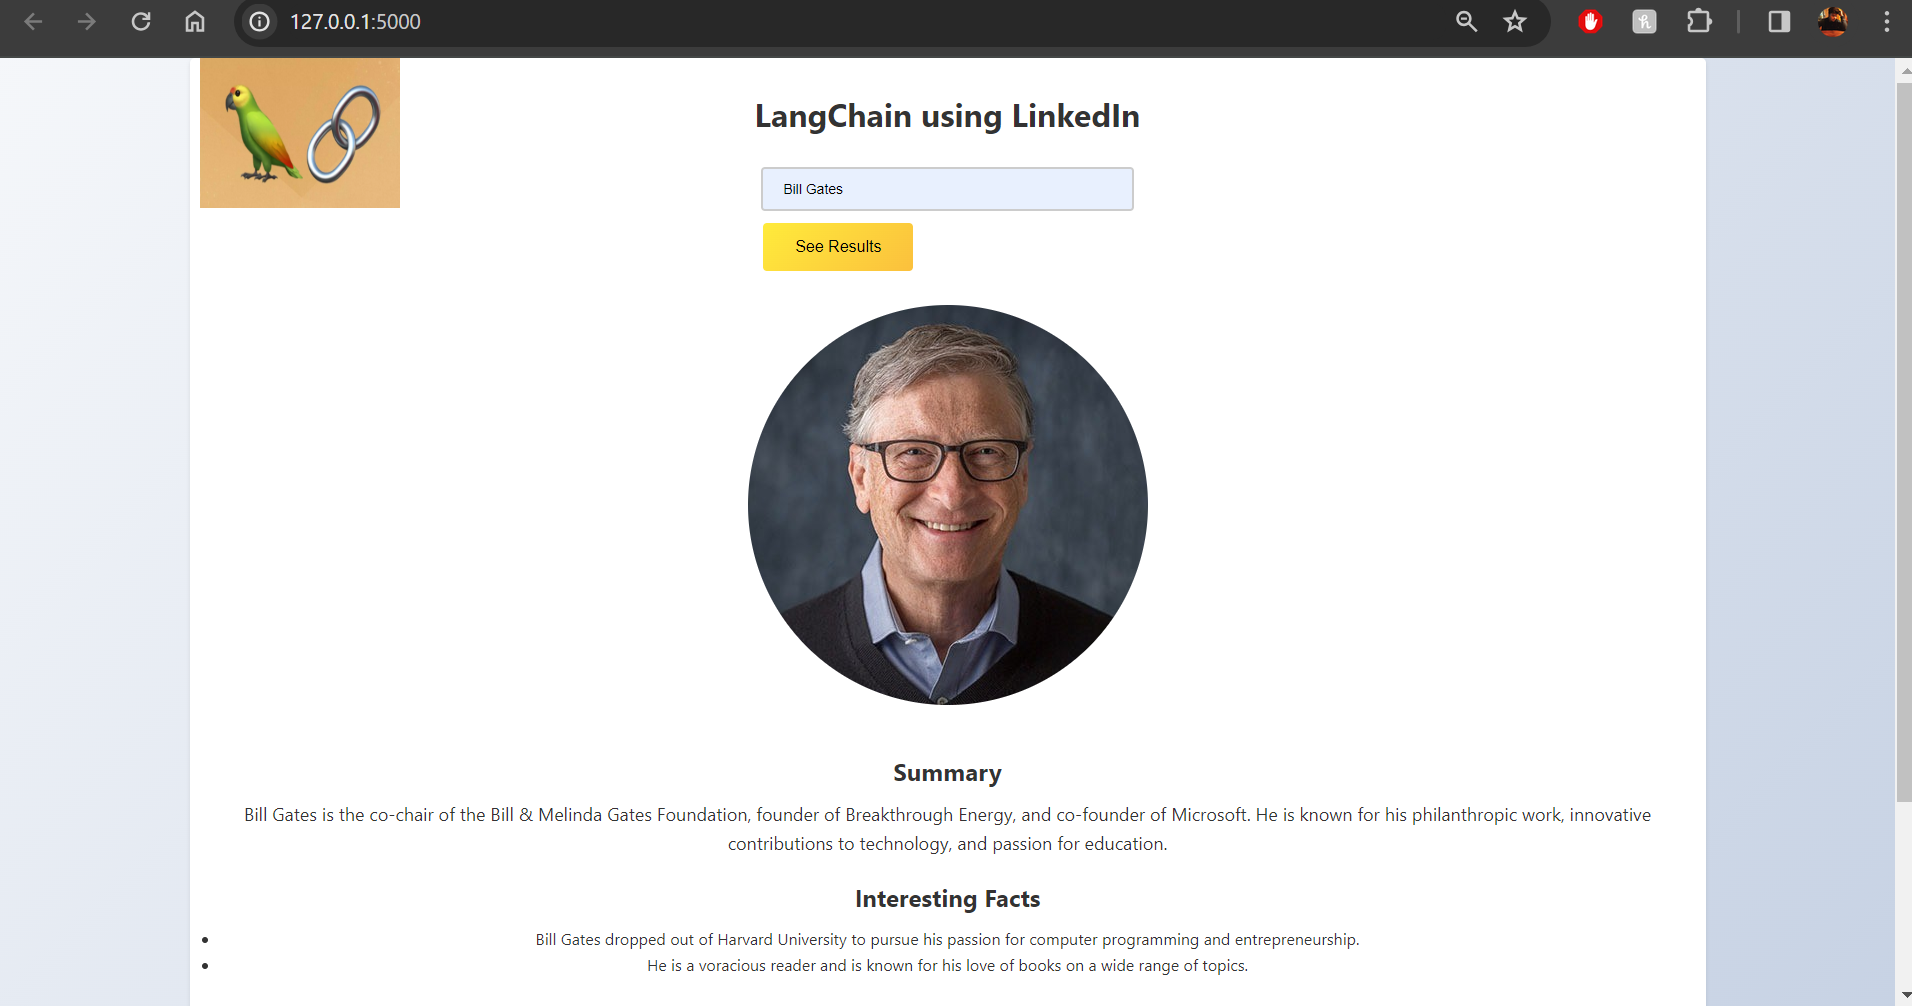 127.0.0.1:5000
LangChain using LinkedIn
Bill Gates
See Results
Summary
Bill Gates is the co-chair of the Bill & Melinda Gates Foundation, founder of Breakthrough Energy, and co-founder of Microsoft. He is known for his philanthropic work, innovative
contributions to technology, and passion for education.
Interesting Facts
• Bill Gates dropped out of Harvard University to pursue his passion for computer programming and entrepreneurship.
• He is a voracious reader and is known for his love of books on a wide range of topics.